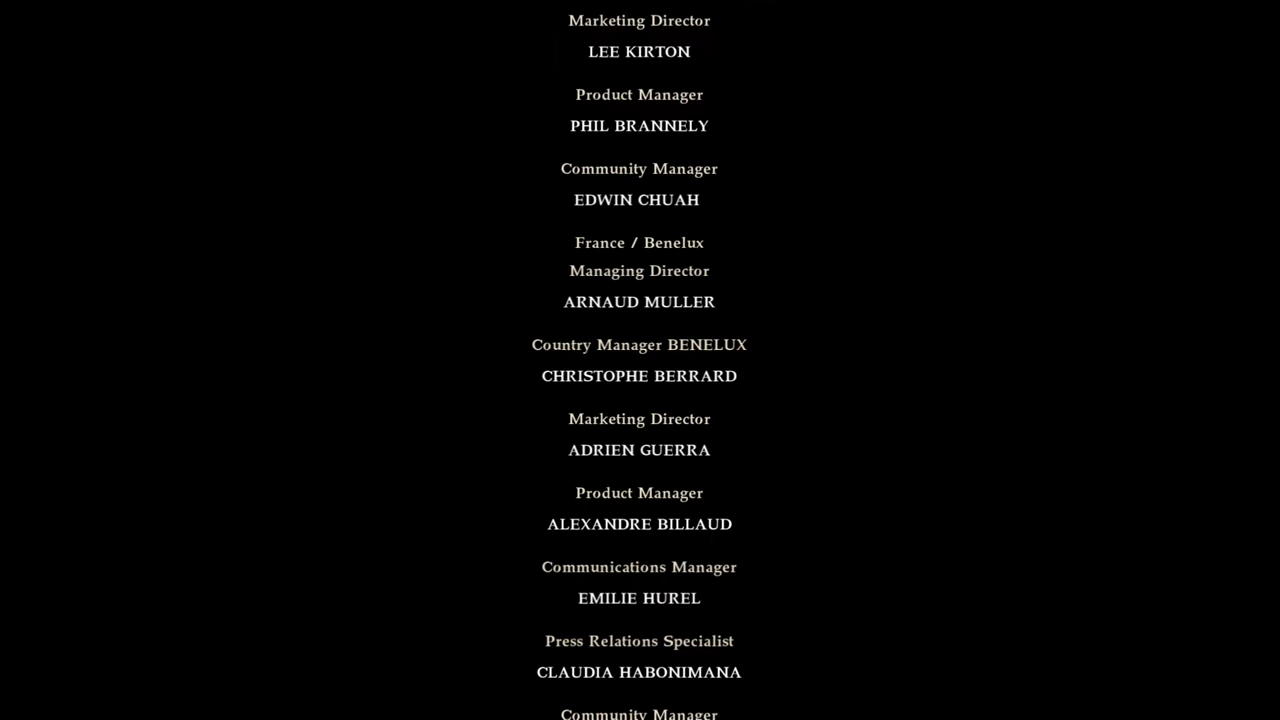 Marketing Director
LEE KIRTON
Product Manager
PHIL BRANNELY
Community Manager
EDWIN CHUAH
France / Benelux
Managing Director
ARNAUD MULLER
Country Manager BENELUX
CHRISTOPHE BERRARD
Marketing Director
ADRIEN GUERRA
Product Manager
ALEXANDRE BILLAUD
Communications Manager
EMILIE HUREL
Press Relations Specialist
CLAUDIA HABONIMANA
Community Manager